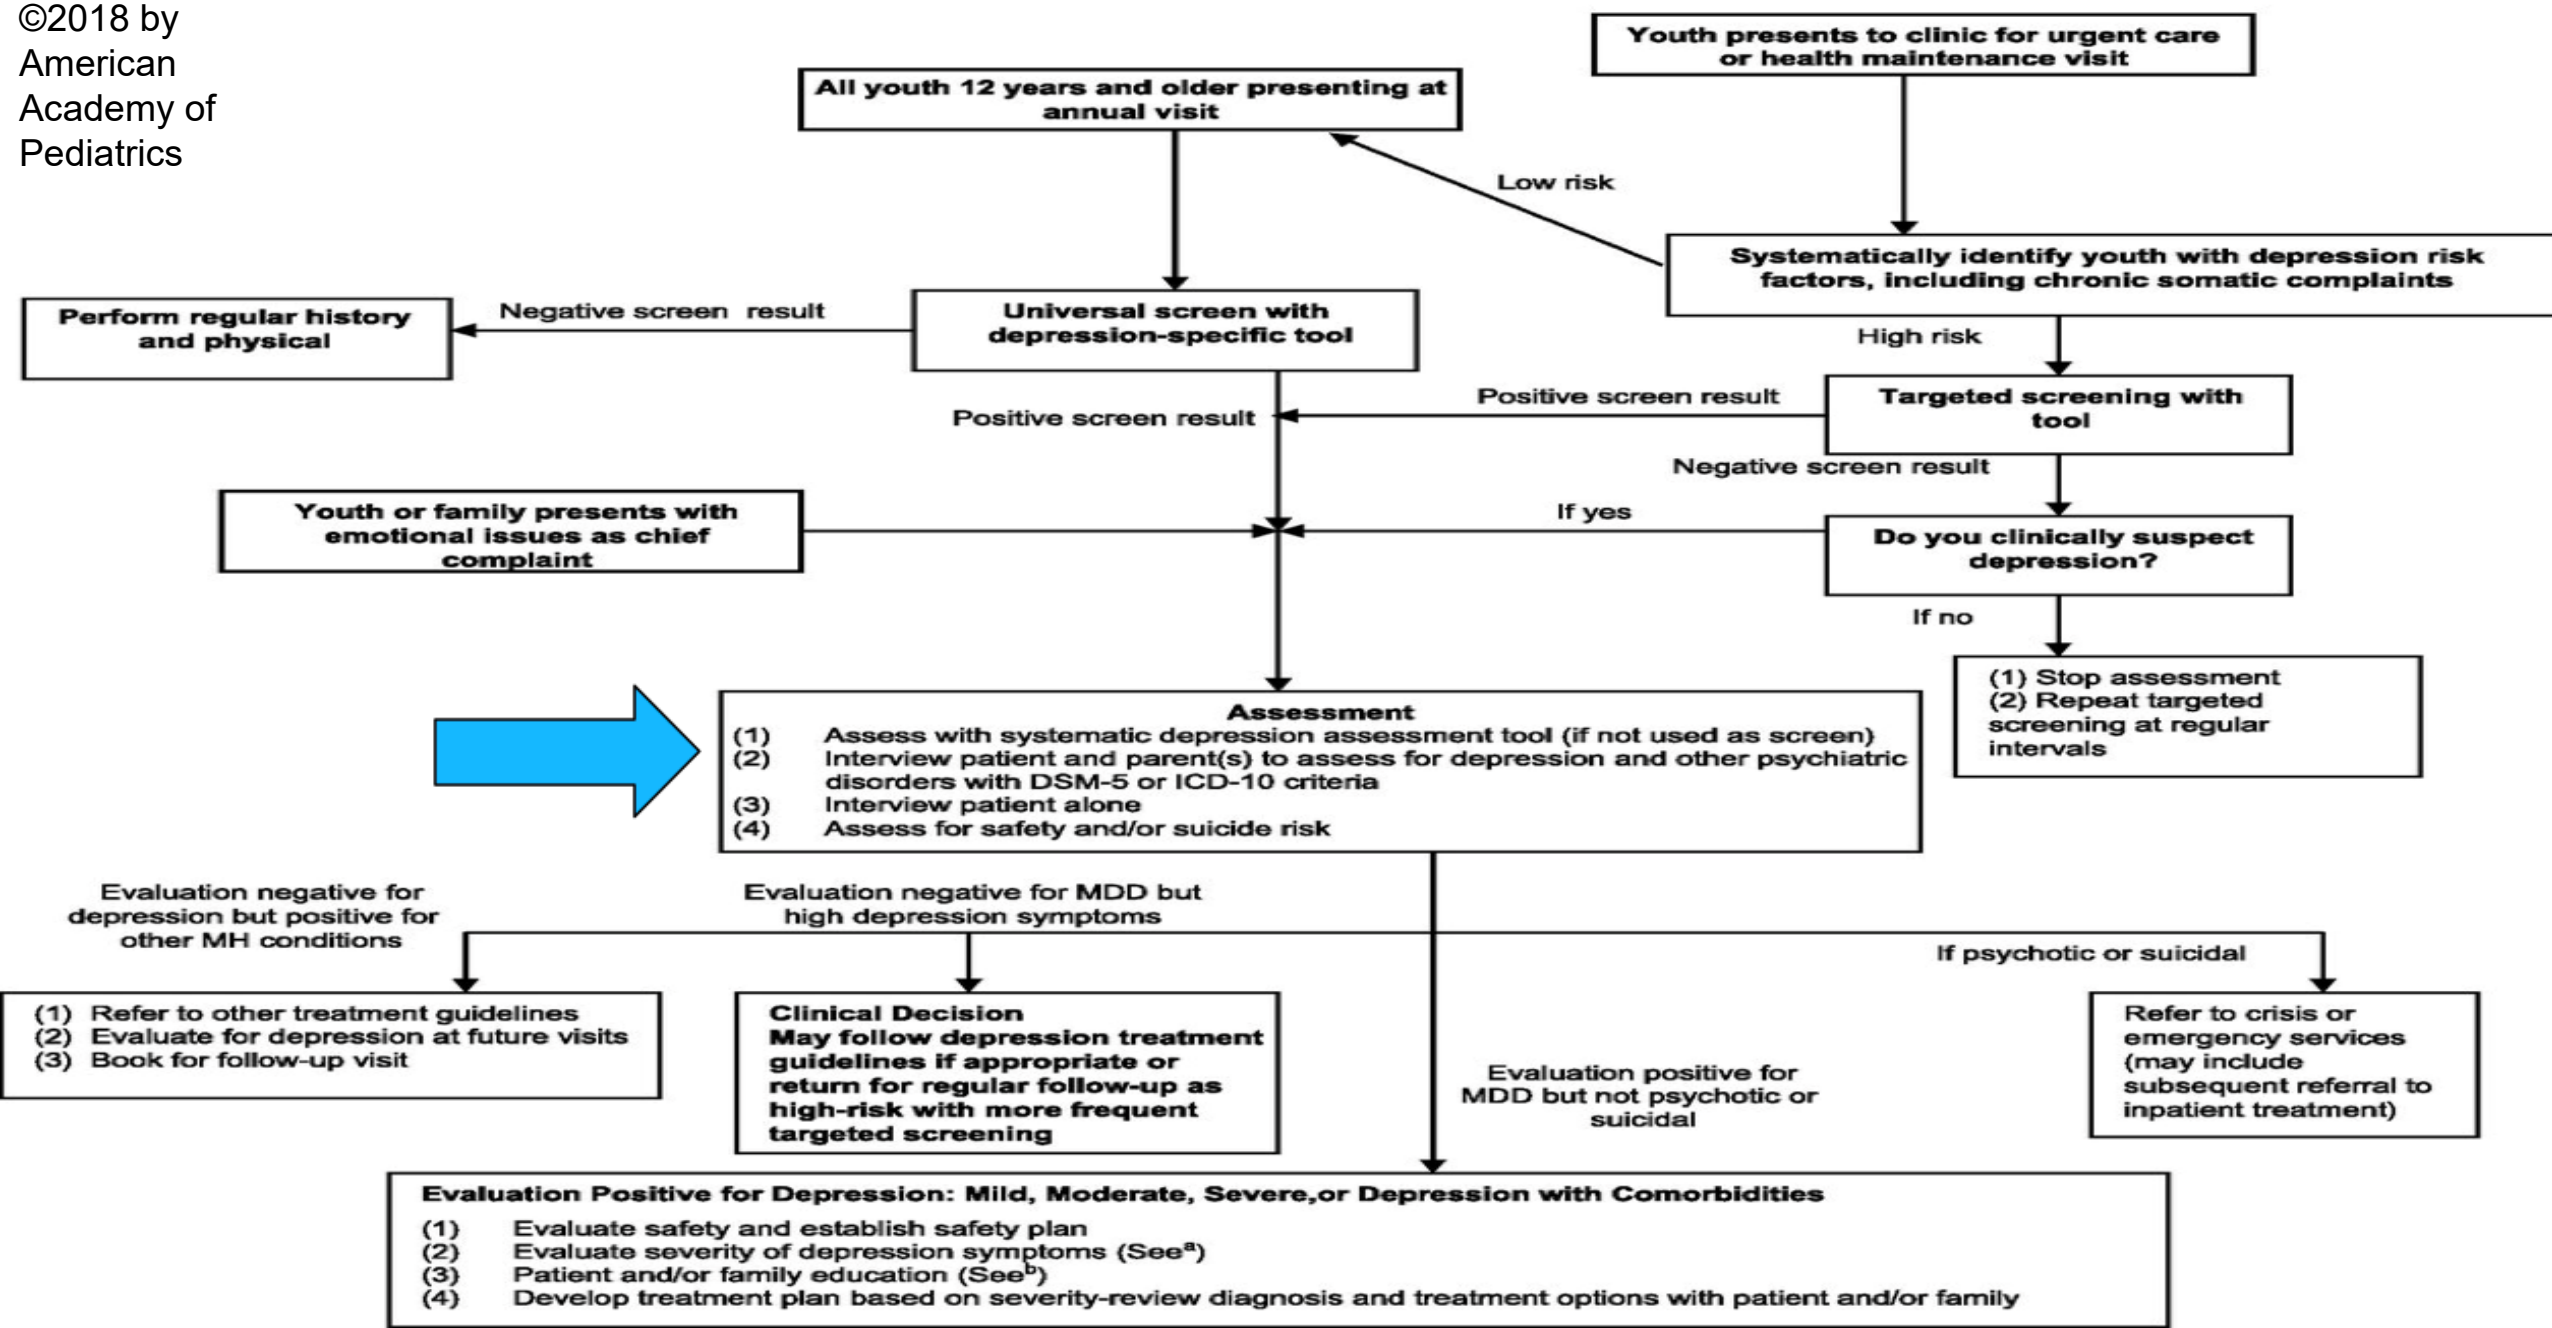 ©2018 by
American
Academy of
Pediatrics
Youth presents to clinic for urgent care
or health maintenance visit
All youth 12 years and older presenting at
annual visit
Low risk
Systematically identify youth with depression risk
factors, including chronic somatic complaints
Perform regular history
and physical
Negative screen result
Universal screen with
depression-specific tool
High risk
Positive screen result
Positive screen result
Targeted screening with
tool
Negative screen result
Youth or family presents with
emotional issues as chief
complaint
If yes
Do you clinically suspect
depression?
If no
(1) Stop assessment
(2) Repeat targeted
screening at regular
intervals
Assessment
(1) Assess with systematic depression assessment tool (if not used as screen)
(2) Interview patient and parent(s) to assess for depression and other psychiatric
disorders with DSM-5 or ICD-10 criteria
(3) Interview patient alone
(4) Assess for safety and/or suicide risk
Evaluation negative for
depression but positive for
other MH conditions
Evaluation negative for MDD but
high depression symptoms
If psychotic or suicidal
(1) Refer to other treatment guidelines
(2) Evaluate for depression at future visits
(3) Book for follow-up visit
Clinical Decision
May follow depression treatment
guidelines if appropriate or
return for regular follow-up as
high-risk with more frequent
targeted screening
Evaluation positive for
MDD but not psychotic or
suicidal
Refer to crisis or
emergency services
(may include
subsequent referral to
inpatient treatment)
Evaluation Positive for Depression: Mild, Moderate, Severe,or Depression with Comorbidities
(1) Evaluate safety and establish safety plan
(2) Evaluate severity of depression symptoms (Seeª)
(3) Patient and/or family education (Seeᵇ)
(4) Develop treatment plan based on severity-review diagnosis and treatment options with patient and/or family